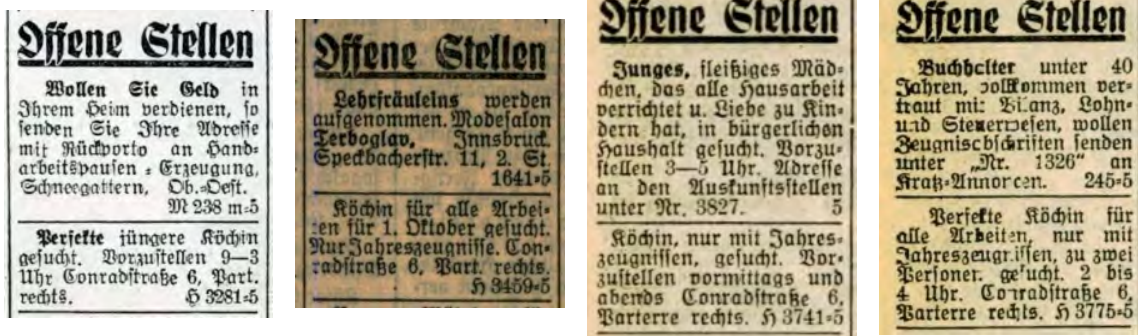 Offene Stellen
Wollen Sie Geld in
Ihrem Heim verdienen, so
senden Sie Ihre Adresse
mit Rückporto an Hand-
arbeitspausen - Erzeugung,
Schneegattern, Ob.-Oest.
M 238 m-5
Perfekte jüngere Köchin
gesucht. Vorzustellen 9—3
Uhr Conradstraße 6, Part.
rechts. H 3281-5
Offene Stellen
Lehrfräuleins werden
aufgenommen. Modesalon
Terboglav, Innsbruck.
Speckbacherstr. 11, 2. St.
1641-5
Köchin für alle Arbei-
ten für 1. Oktober gesucht.
Nur Jahreszeugnisse. Con-
radstraße 6, Part. rechts.
H 3459-5
Offene Stellen
Junges, fleißiges Mäd-
chen, das alle Hausarbeit
verrichtet u. Liebe zu Kin-
dern hat, in bürgerlichen
Haushalt gesucht. Vorzu-
stellen 3—5 Uhr. Adresse
an den Auskunftsstellen
unter Nr. 3827. 5
Köchin, nur mit Jahres-
zeugnissen, gesucht. Vor-
zustellen vormittags und
abends Conradstraße 6,
Parterre rechts. H 3741-5
Offene Stellen
Buchhalter unter 40
Jahren, vollkommen ver-
traut mit Bilanz, Lohn-
und Steuerwesen, wollen
Zeugnisabschriften senden
unter „Nr. 1326" an
Kratz-Annoncen. 245-5
Perfekte Köchin für
alle Arbeiten, nur mit
Jahreszeugnissen, zu zwei
Personen gesucht. 2 bis
4 Uhr. Conradstraße 6,
Parterre rechts. H 3775-5